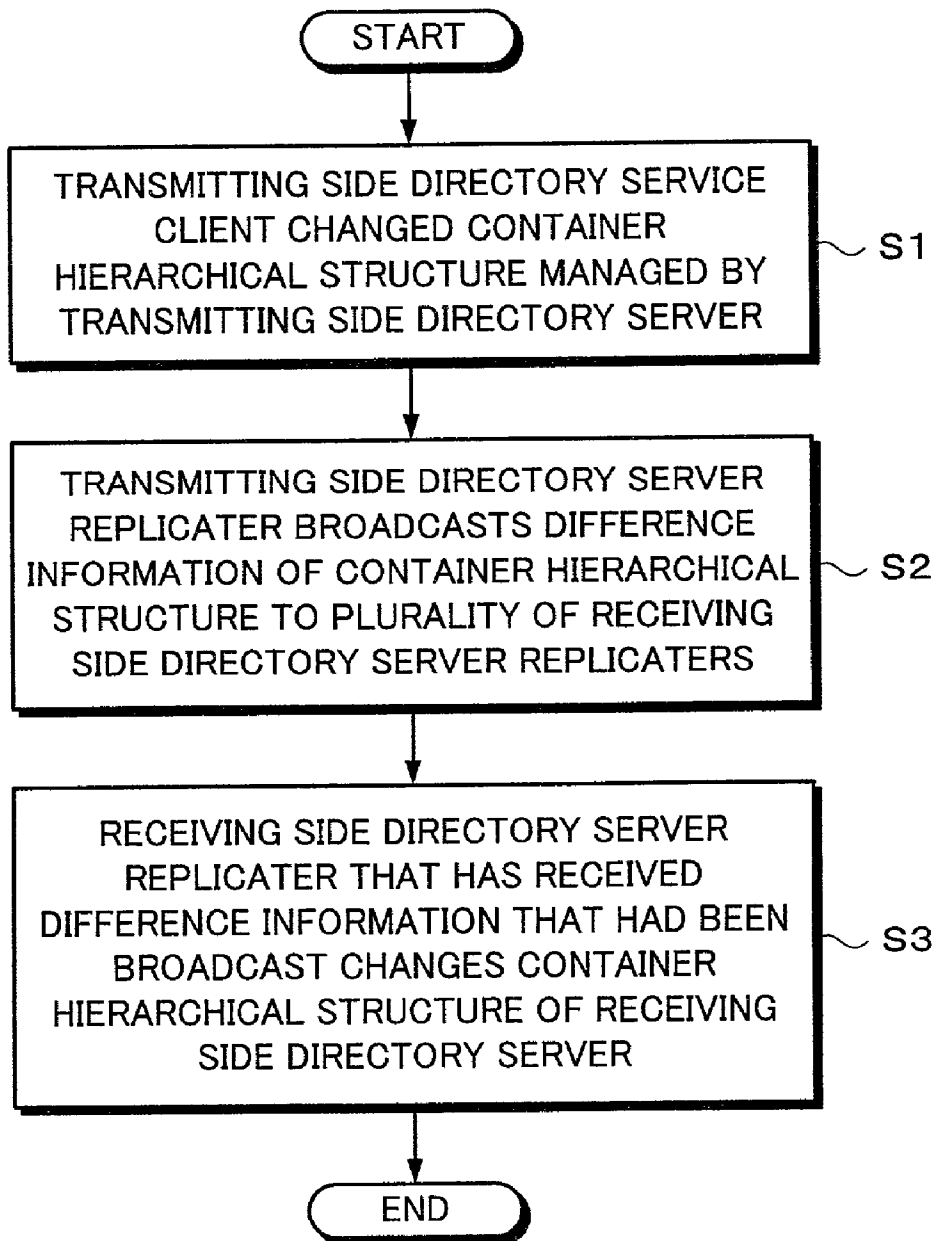 START
TRANSMITTING SIDE DIRECTORY SERVICE
CLIENT CHANGED CONTAINER
HIERARCHICAL STRUCTURE MANAGED BY
TRANSMITTING SIDE DIRECTORY SERVER
S1
TRANSMITTING SIDE DIRECTORY SERVER
REPLICATER BROADCASTS DIFFERENCE
INFORMATION OF CONTAINER HIERARCHICAL
STRUCTURE TO PLURALITY OF RECEIVING
SIDE DIRECTORY SERVER REPLICATERS
S2
RECEIVING SIDE DIRECTORY SERVER
REPLICATER THAT HAS RECEIVED
DIFFERENCE INFORMATION THAT HAD BEEN
BROADCAST CHANGES CONTAINER
HIERARCHICAL STRUCTURE OF RECEIVING
SIDE DIRECTORY SERVER
S3
END